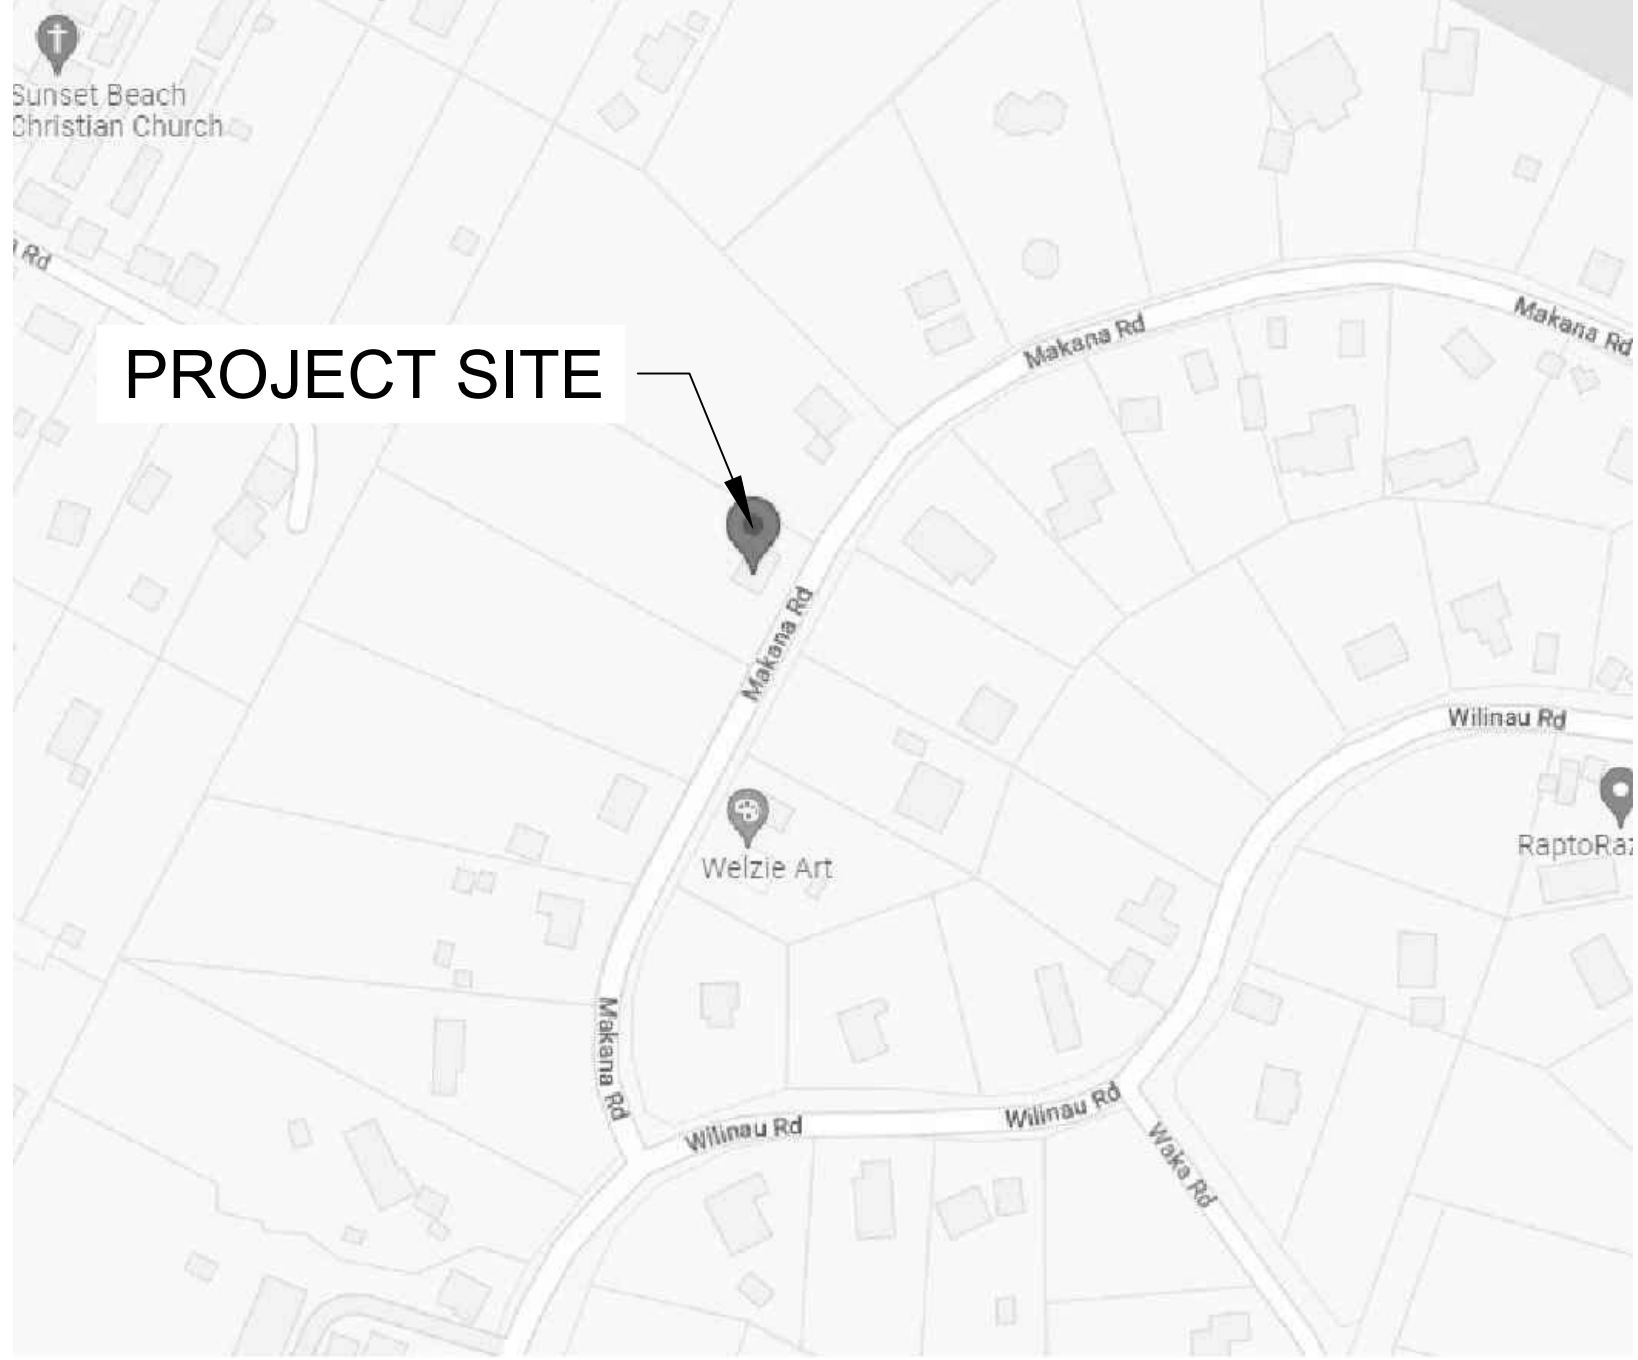 Sunset Beach
Christian Church
Rd
PROJECT SITE
Makana Rd
Makana Rd
Makana Rd
Wilinau Rd
Welzie Art
RaptoRaz
Makana Rd
Wilinau Rd
Wilinau Rd
Waka Rd